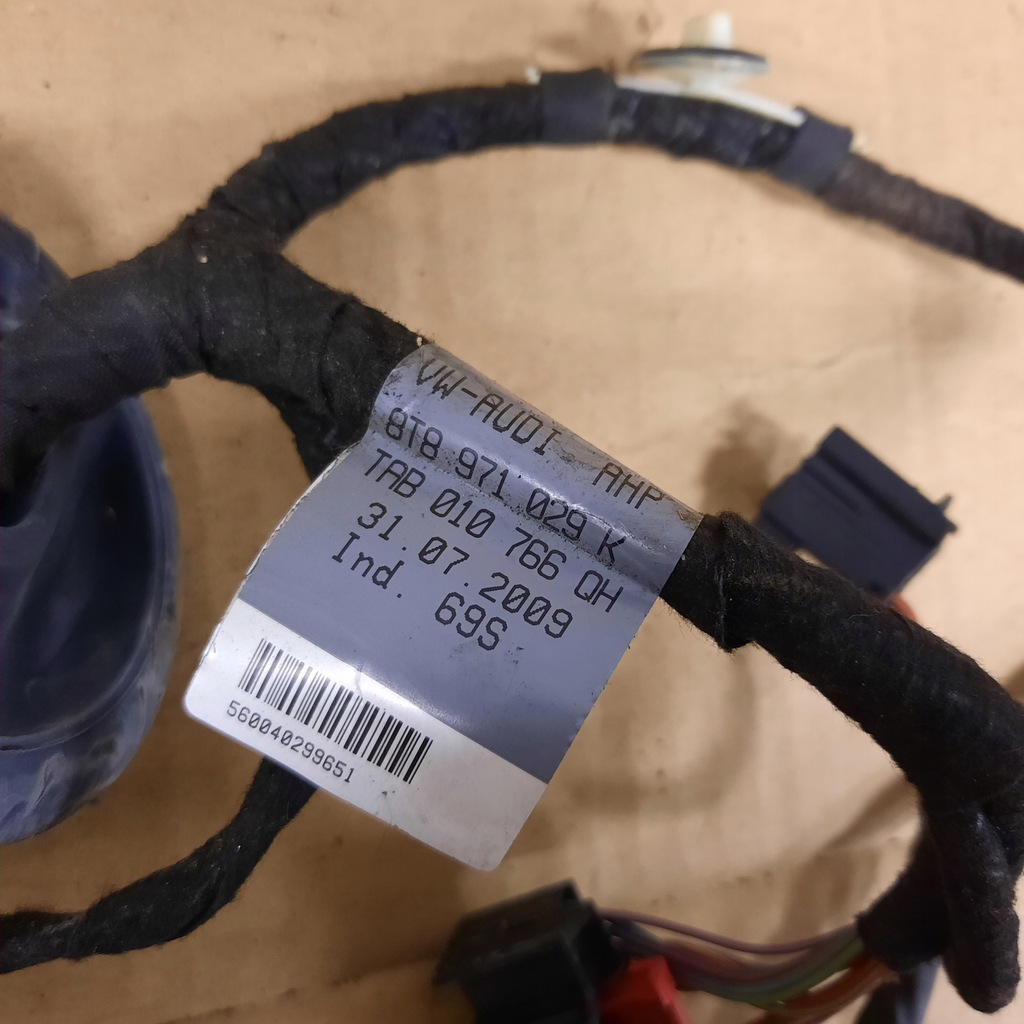 VW-AUDI AHP
8T8 971 029 K
TAB 010 766 QH
31.07.2009
Ind. 69S
560040299651